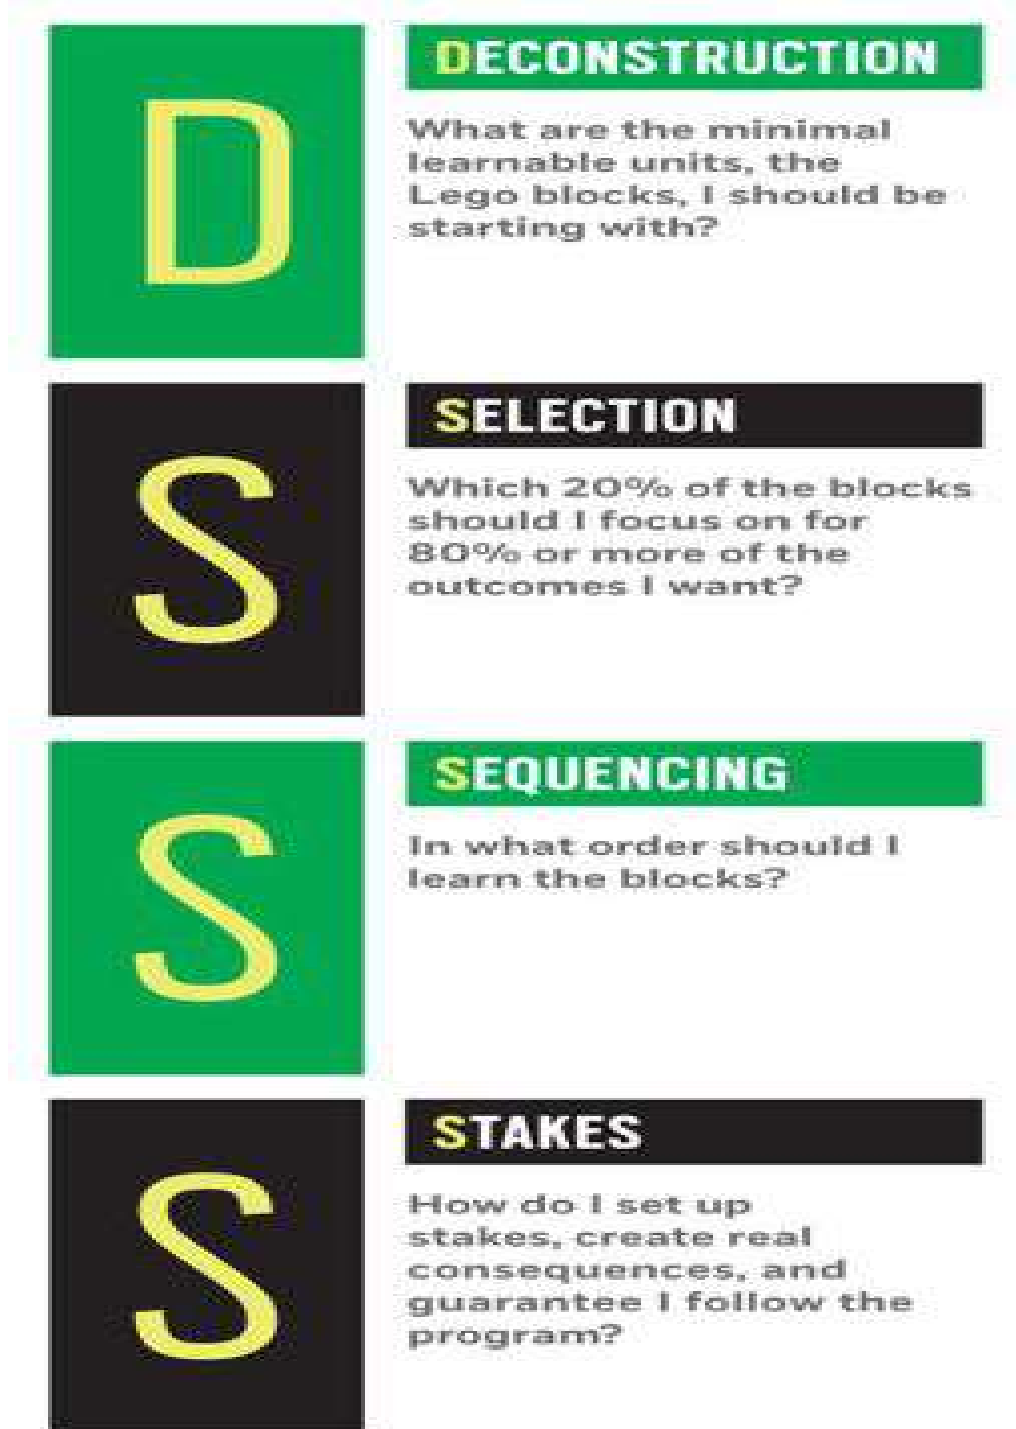 D
DECONSTRUCTION
What are the minimal
learnable units, the
Lego blocks, I should be
starting with?
S
SELECTION
Which 20% of the blocks
should I focus on for
80% or more of the
outcomes I want?
S
SEQUENCING
In what order should I
learn the blocks?
S
STAKES
How do I set up
stakes, create real
consequences, and
guarantee I follow the
program?